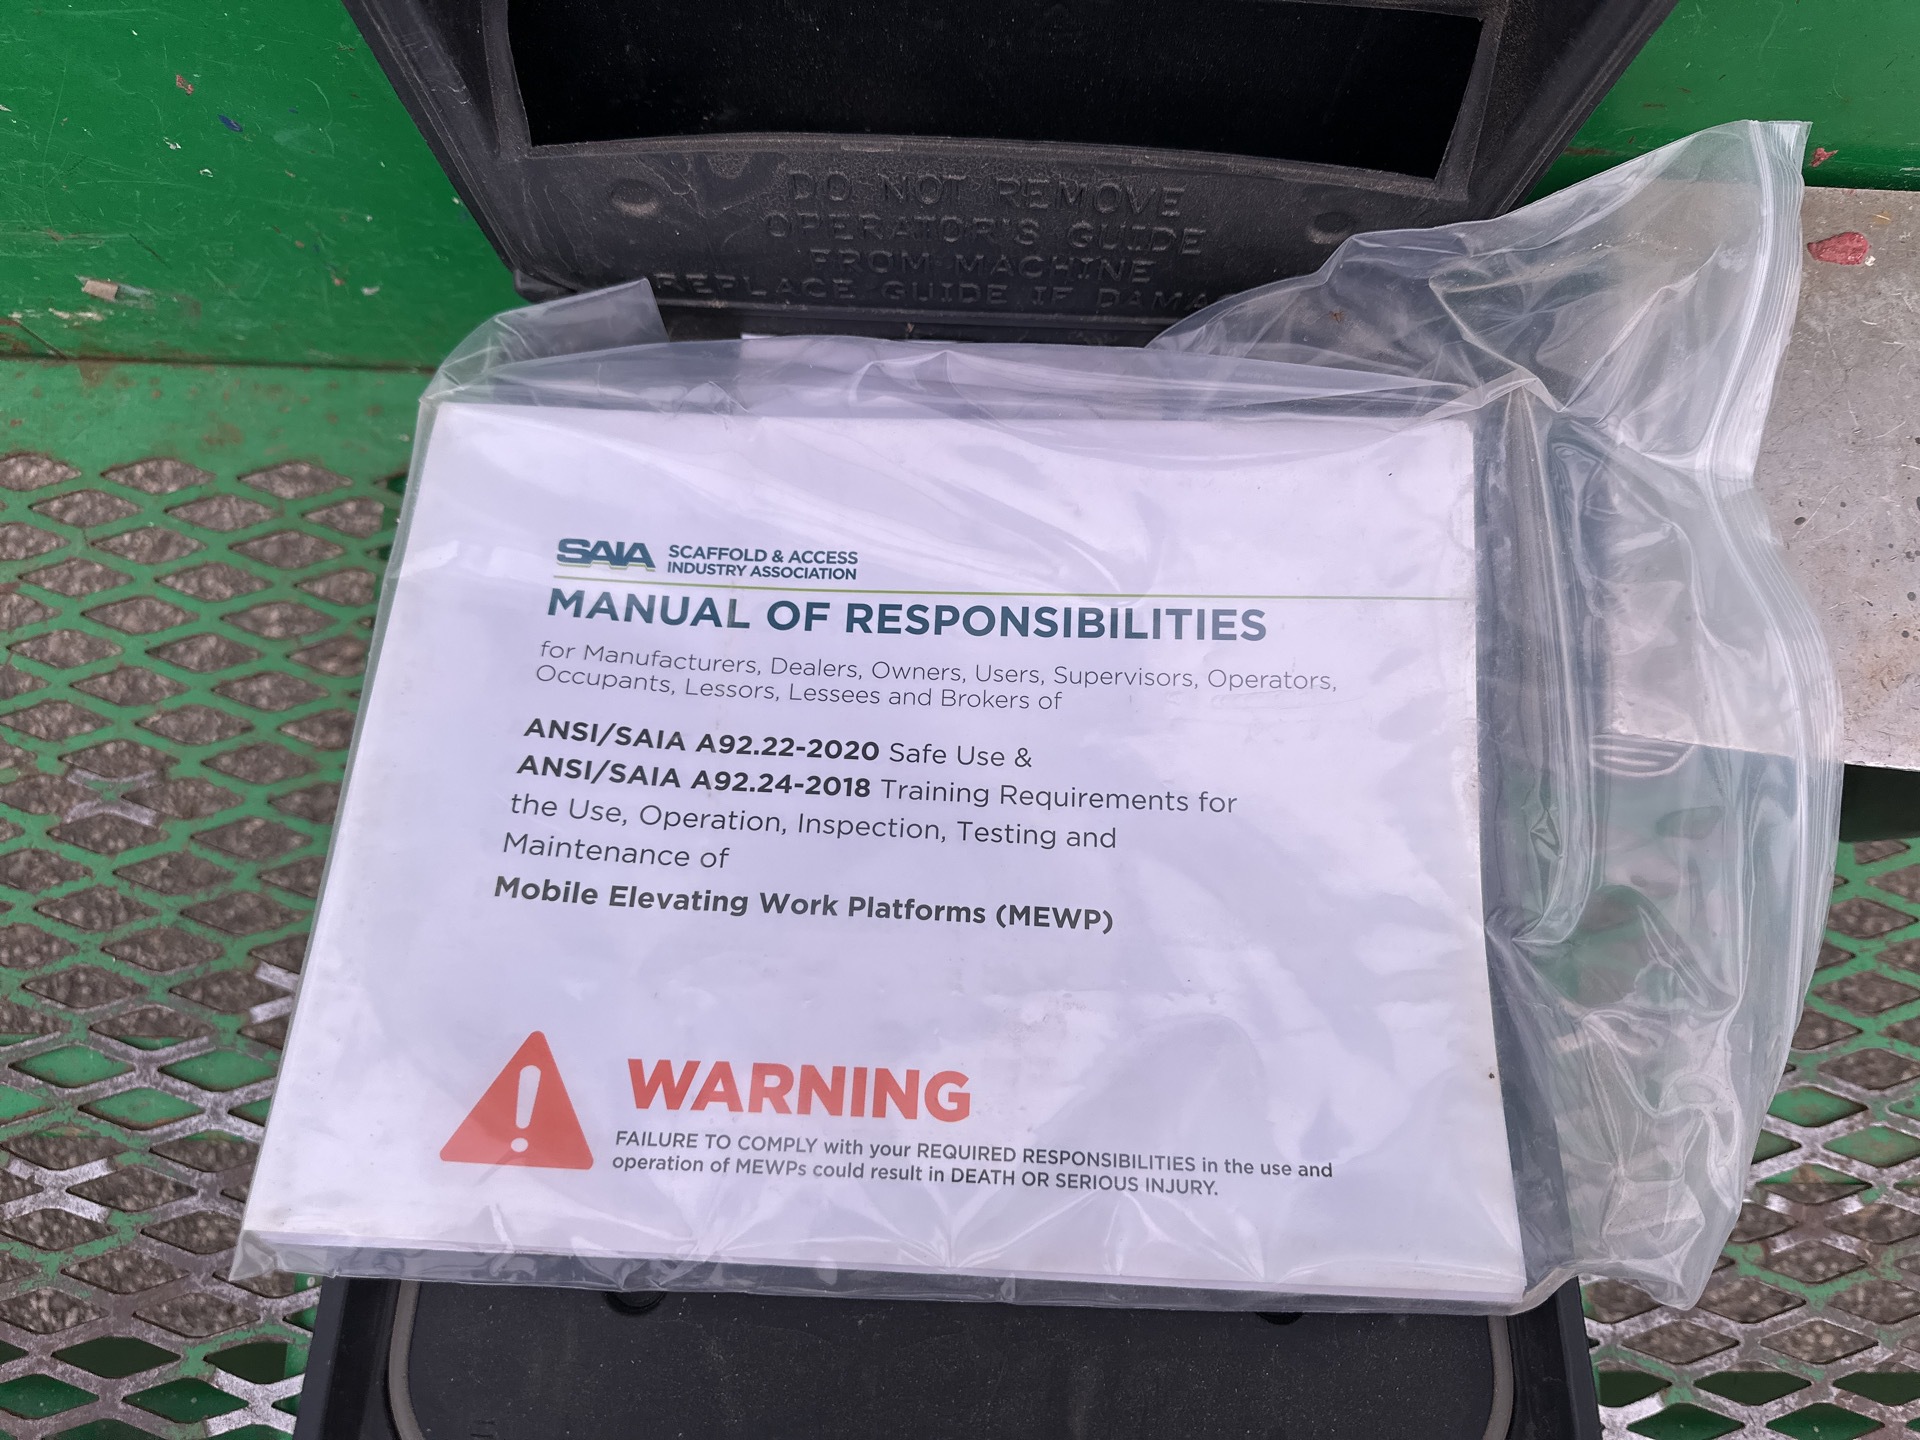 DO NOT REMOVE
OPERATOR'S GUIDE
FROM MACHINE
REPLACE GUIDE IF
SAIA SCAFFOLD & ACCESS
INDUSTRY ASSOCIATION
MANUAL OF RESPONSIBILITIES
for Manufacturers, Dealers, Owners, Users, Supervisors, Operators,
Occupants, Lessors, Lessees and Brokers of
ANSI/SAIA A92.22-2020 Safe Use &
ANSI/SAIA A92.24-2018 Training Requirements for
the Use, Operation, Inspection, Testing and
Maintenance of
Mobile Elevating Work Platforms (MEWP)
WARNING
FAILURE TO COMPLY with your REQUIRED RESPONSIBILITIES in the use and
operation of MEWPs could result in DEATH OR SERIOUS INJURY.